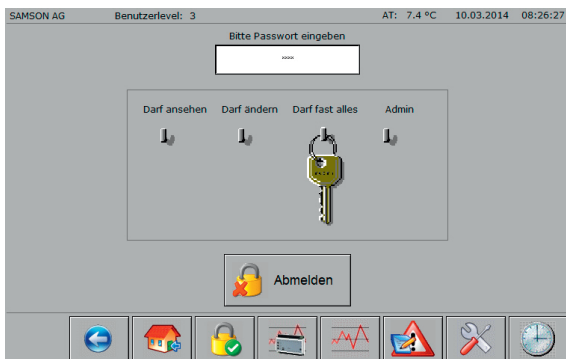 SAMSON AG Benutzerlevel: 3 AT: 7.4 °C 10.03.2014 08:26:27
Bitte Passwort eingeben
****
Darf ansehen Darf ändern Darf fast alles Admin
Abmelden